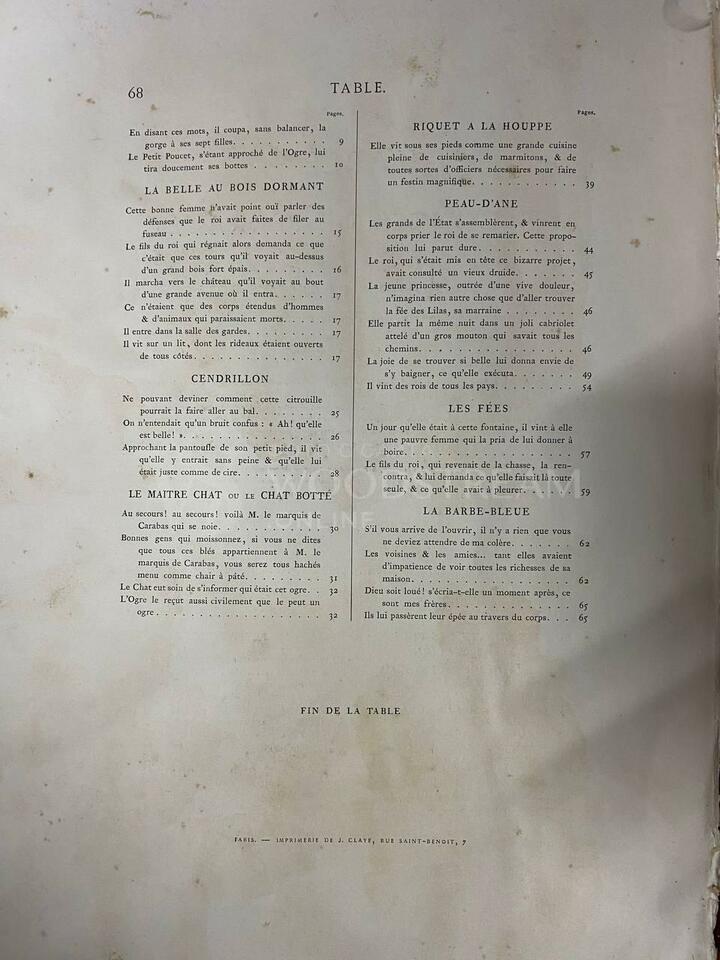 68
TABLE.
Pages.
En disant ces mots, il coupa, sans balancer, la
gorge à ses sept filles. . . . . . . . . . 9
Le Petit Poucet, s'étant approché de l'Ogre, lui
tira doucement ses bottes . . . . . . . . 10
LA BELLE AU BOIS DORMANT
Cette bonne femme n'avait point ouï parler des
défenses que le roi avait faites de filer au
fuseau . . . . . . . . . . . . . . . . . 15
Le fils du roi qui régnait alors demanda ce que
c'était que ces tours qu'il voyait au-dessus
d'un grand bois fort épais. . . . . . . . . 16
Il marcha vers le château qu'il voyait au bout
d'une grande avenue où il entra. . . . . . 17
Ce n'étaient que des corps étendus d'hommes
& d'animaux qui paraissaient morts. . . . . 17
Il entre dans la salle des gardes. . . . . . . . 17
Il vit sur un lit, dont les rideaux étaient ouverts
de tous côtés. . . . . . . . . . . . . . . 17
CENDRILLON
Ne pouvant deviner comment cette citrouille
pourrait la faire aller au bal. . . . . . . . 25
On n'entendait qu'un bruit confus : « Ah! qu'elle
est belle! ». . . . . . . . . . . . . . . . 26
Approchant la pantoufle de son petit pied, il vit
qu'elle y entrait sans peine & qu'elle lui
était juste comme de cire. . . . . . . . . . 28
LE MAITRE CHAT OU LE CHAT BOTTÉ
Au secours! au secours! voilà M. le marquis de
Carabas qui se noie. . . . . . . . . . . . 30
Bonnes gens qui moissonnez, si vous ne dites
que tous ces blés appartiennent à M. le
marquis de Carabas, vous serez tous hachés
menu comme chair à pâté. . . . . . . . . 31
Le Chat eut soin de s'informer qui était cet ogre. . 32
L'Ogre le reçut aussi civilement que le peut un
ogre. . . . . . . . . . . . . . . . . . . 32
Pages.
RIQUET A LA HOUPPE
Elle vit sous ses pieds comme une grande cuisine
pleine de cuisiniers, de marmitons, & de
toutes sortes d'officiers nécessaires pour faire
un festin magnifique. . . . . . . . . . . . 39
PEAU-D'ANE
Les grands de l'État s'assemblèrent, & vinrent en
corps prier le roi de se remarier. Cette propo-
sition lui parut dure. . . . . . . . . . . . 44
Le roi, qui s'était mis en tête ce bizarre projet,
avait consulté un vieux druide. . . . . . . 45
La jeune princesse, outrée d'une vive douleur,
n'imagina rien autre chose que d'aller trouver
la fée des Lilas, sa marraine . . . . . . . . 46
Elle partit la même nuit dans un joli cabriolet
attelé d'un gros mouton qui savait tous les
chemins. . . . . . . . . . . . . . . . . 46
La joie de se trouver si belle lui donna envie de
s'y baigner, ce qu'elle exécuta. . . . . . . 49
Il vint des rois de tous les pays. . . . . . . . . 54
LES FÉES
Un jour qu'elle était à cette fontaine, il vint à elle
une pauvre femme qui la pria de lui donner à
boire. . . . . . . . . . . . . . . . . . . 57
Le fils du roi, qui revenait de la chasse, la ren-
contra, & lui demanda ce qu'elle faisait là toute
seule, & ce qu'elle avait à pleurer. . . . . . 59
LA BARBE-BLEUE
S'il vous arrive de l'ouvrir, il n'y a rien que vous
ne deviez attendre de ma colère. . . . . . . 62
Les voisines & les amies... tant elles avaient
d'impatience de voir toutes les richesses de sa
maison. . . . . . . . . . . . . . . . . . 62
Dieu soit loué! s'écria-t-elle un moment après, ce
sont mes frères. . . . . . . . . . . . . . 65
Ils lui passèrent leur épée au travers du corps. . . 65
FIN DE LA TABLE
PARIS. — IMPRIMERIE DE J. CLAYE, RUE SAINT-BENOIT, 7